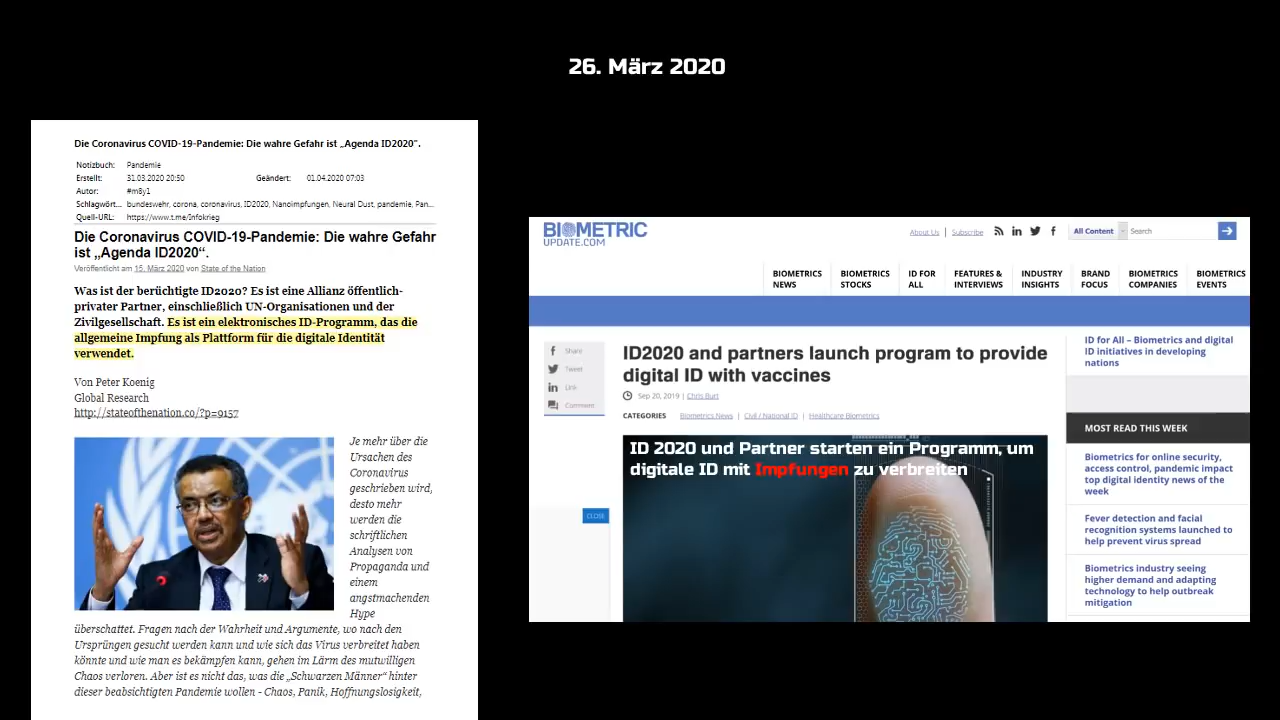 26. März 2020
Die Coronavirus COVID-19-Pandemie: Die wahre Gefahr ist „Agenda ID2020“.
Notizbuch: Pandemie
Erstellt: 31.03.2020 20:50 Geändert: 01.04.2020 07:03
Autor: #m8y1
Schlagwört... bundeswehr, corona, coronavirus, ID2020, Nanoimpfungen, Neural Dust, pandemie, Pan...
Quell-URL: https://www.t.me/Infokrieg
Die Coronavirus COVID-19-Pandemie: Die wahre Gefahr
ist „Agenda ID2020“.
Veröffentlicht am 15. März 2020 von State of the Nation
Was ist der berüchtigte ID2020? Es ist eine Allianz öffentlich-
privater Partner, einschließlich UN-Organisationen und der
Zivilgesellschaft. Es ist ein elektronisches ID-Programm, das die
allgemeine Impfung als Plattform für die digitale Identität
verwendet.
Von Peter Koenig
Global Research
http://stateofthenation.co/?p=9157
Je mehr über die
Ursachen des
Coronavirus
geschrieben wird,
desto mehr
werden die
schriftlichen
Analysen von
Propaganda und
einem
angstmachenden
Hype
überschattet. Fragen nach der Wahrheit und Argumente, wo nach den
Ursprüngen gesucht werden kann und wie sich das Virus verbreitet haben
könnte und wie man es bekämpfen kann, gehen im Lärm des mutwilligen
Chaos verloren. Aber ist es nicht das, was die „Schwarzen Männer“ hinter
dieser beabsichtigten Pandemie wollen - Chaos, Panik, Hoffnungslosigkeit,
BIOMETRIC
UPDATE.COM
About Us | Subscribe
All Content Search
BIOMETRICS NEWS
BIOMETRICS STOCKS
ID FOR ALL
FEATURES & INTERVIEWS
INDUSTRY INSIGHTS
BRAND FOCUS
BIOMETRICS COMPANIES
BIOMETRICS EVENTS
Share
Tweet
Link
Comment
ID2020 and partners launch program to provide
digital ID with vaccines
Sep 20, 2019 | Chris Burt
CATEGORIES Biometrics News | Civil / National ID | Healthcare Biometrics
ID 2020 und Partner starten ein Programm, um
digitale ID mit Impfungen zu verbreiten
CLOSE
ID for All – Biometrics and digital
ID initiatives in developing
nations
MOST READ THIS WEEK
Biometrics for online security,
access control, pandemic impact
top digital identity news of the
week
Fever detection and facial
recognition systems launched to
help prevent virus spread
Biometrics industry seeing
higher demand and adapting
technology to help outbreak
mitigation